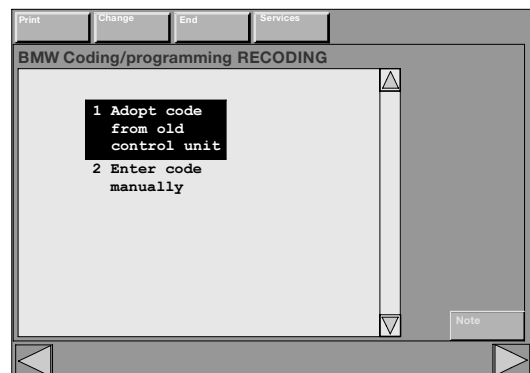 Print Change End Services
BMW Coding/programming RECODING
1 Adopt code
from old
control unit
2 Enter code
manually
Note